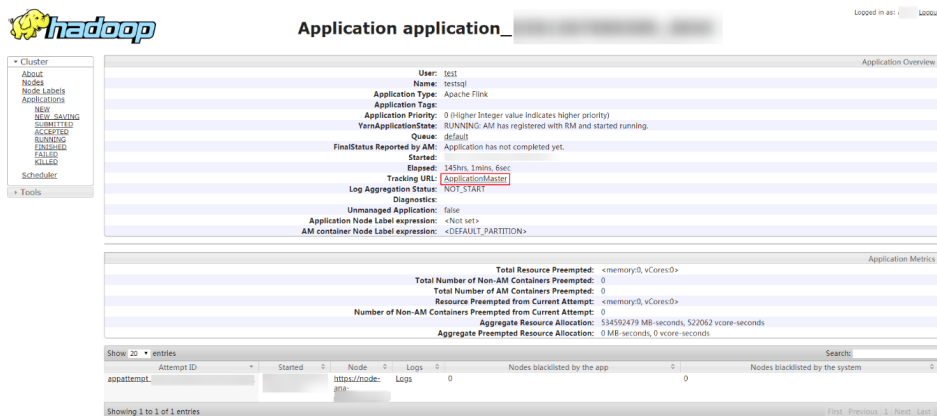 Logged in as:
Logou
hadoop
Application application_
Cluster
About
Nodes
Node Labels
Applications
NEW
NEW_SAVING
SUBMITTED
ACCEPTED
RUNNING
FINISHED
FAILED
KILLED
Scheduler
Tools
Application Overview
User: test
Name: testsql
Application Type: Apache Flink
Application Tags:
Application Priority: 0 (Higher Integer value indicates higher priority)
YarnApplicationState: RUNNING: AM has registered with RM and started running.
Queue: default
FinalStatus Reported by AM: Application has not completed yet.
Started:
Elapsed: 145hrs, 1mins, 6sec
Tracking URL: ApplicationMaster
Log Aggregation Status: NOT_START
Diagnostics:
Unmanaged Application: false
Application Node Label expression: <Not set>
AM container Node Label expression: <DEFAULT_PARTITION>
Application Metrics
Total Resource Preempted: <memory:0, vCores:0>
Total Number of Non-AM Containers Preempted: 0
Total Number of AM Containers Preempted: 0
Resource Preempted from Current Attempt: <memory:0, vCores:0>
Number of Non-AM Containers Preempted from Current Attempt: 0
Aggregate Resource Allocation: 534592479 MB-seconds, 522062 vcore-seconds
Aggregate Preempted Resource Allocation: 0 MB-seconds, 0 vcore-seconds
Show 20 entries Search:
Attempt ID Started Node Logs Nodes blacklisted by the app Nodes blacklisted by the system
appattempt_ https://node- Logs 0 0
ana-
Showing 1 to 1 of 1 entries First Previous 1 Next Last